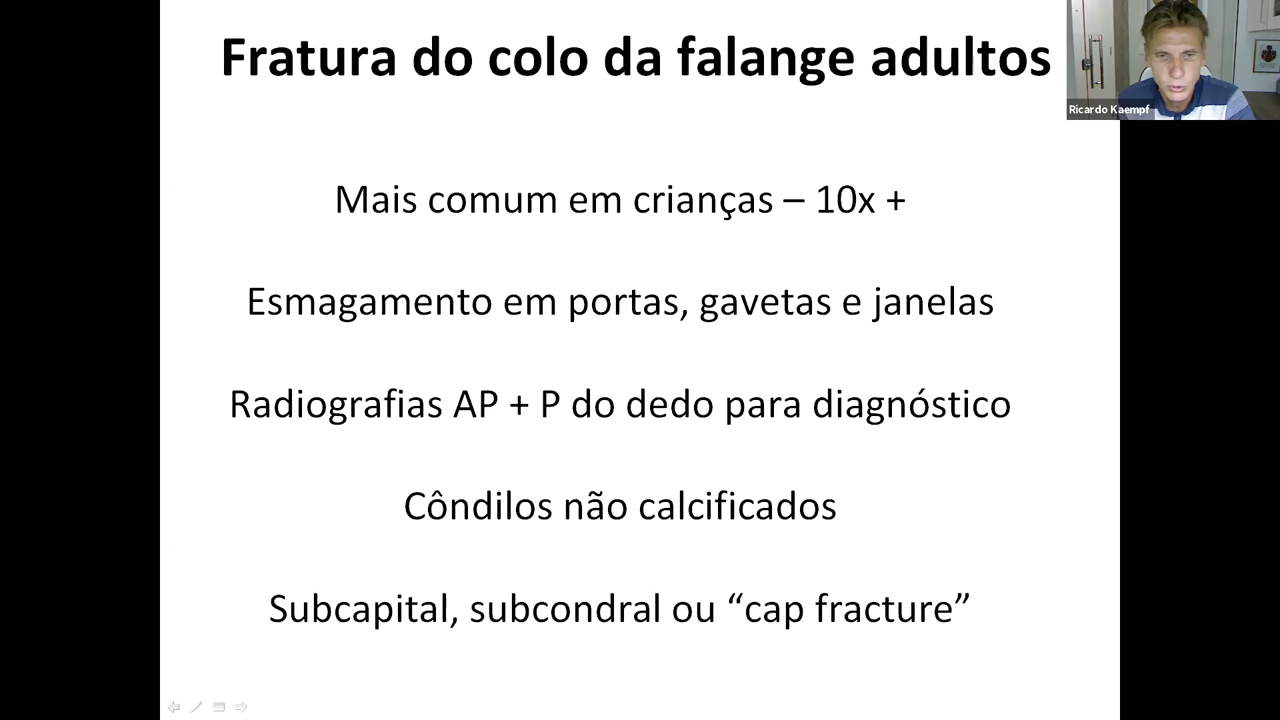 Fratura do colo da falange adultos
Ricardo Kaempf
Mais comum em crianças – 10x +
Esmagamento em portas, gavetas e janelas
Radiografias AP + P do dedo para diagnóstico
Côndilos não calcificados
Subcapital, subcondral ou “cap fracture”